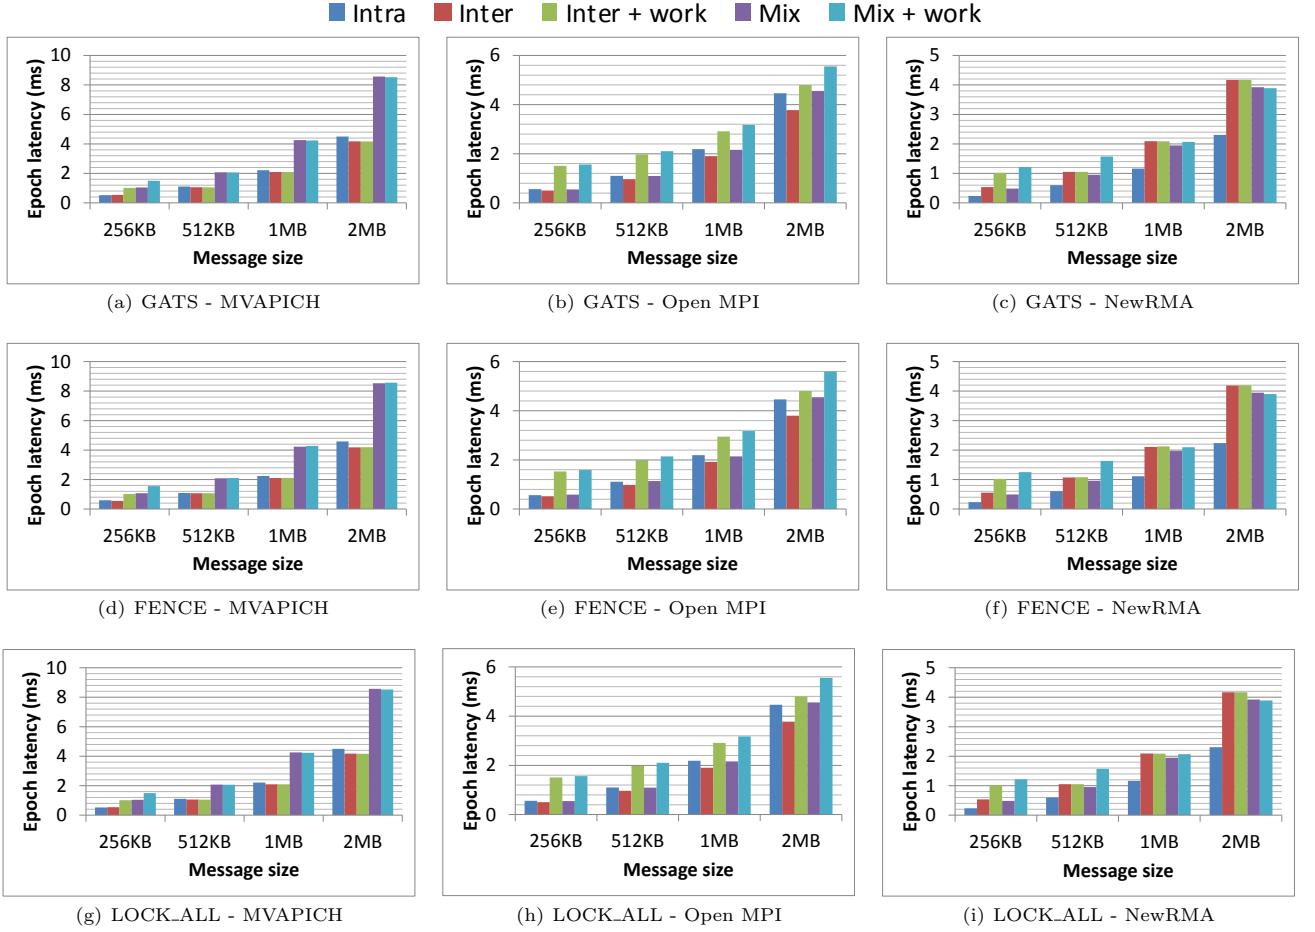 Intra Inter Inter + work Mix Mix + work
Epoch latency (ms)
10
8
6
4
2
0
256KB 512KB 1MB 2MB
Message size
(a) GATS - MVAPICH
Epoch latency (ms)
6
4
2
0
256KB 512KB 1MB 2MB
Message size
(b) GATS - Open MPI
Epoch latency (ms)
5
4
3
2
1
0
256KB 512KB 1MB 2MB
Message size
(c) GATS - NewRMA
Epoch latency (ms)
10
8
6
4
2
0
256KB 512KB 1MB 2MB
Message size
(d) FENCE - MVAPICH
Epoch latency (ms)
6
4
2
0
256KB 512KB 1MB 2MB
Message size
(e) FENCE - Open MPI
Epoch latency (ms)
5
4
3
2
1
0
256KB 512KB 1MB 2MB
Message size
(f) FENCE - NewRMA
Epoch latency (ms)
10
8
6
4
2
0
256KB 512KB 1MB 2MB
Message size
(g) LOCK_ALL - MVAPICH
Epoch latency (ms)
6
4
2
0
256KB 512KB 1MB 2MB
Message size
(h) LOCK_ALL - Open MPI
Epoch latency (ms)
5
4
3
2
1
0
256KB 512KB 1MB 2MB
Message size
(i) LOCK_ALL - NewRMA